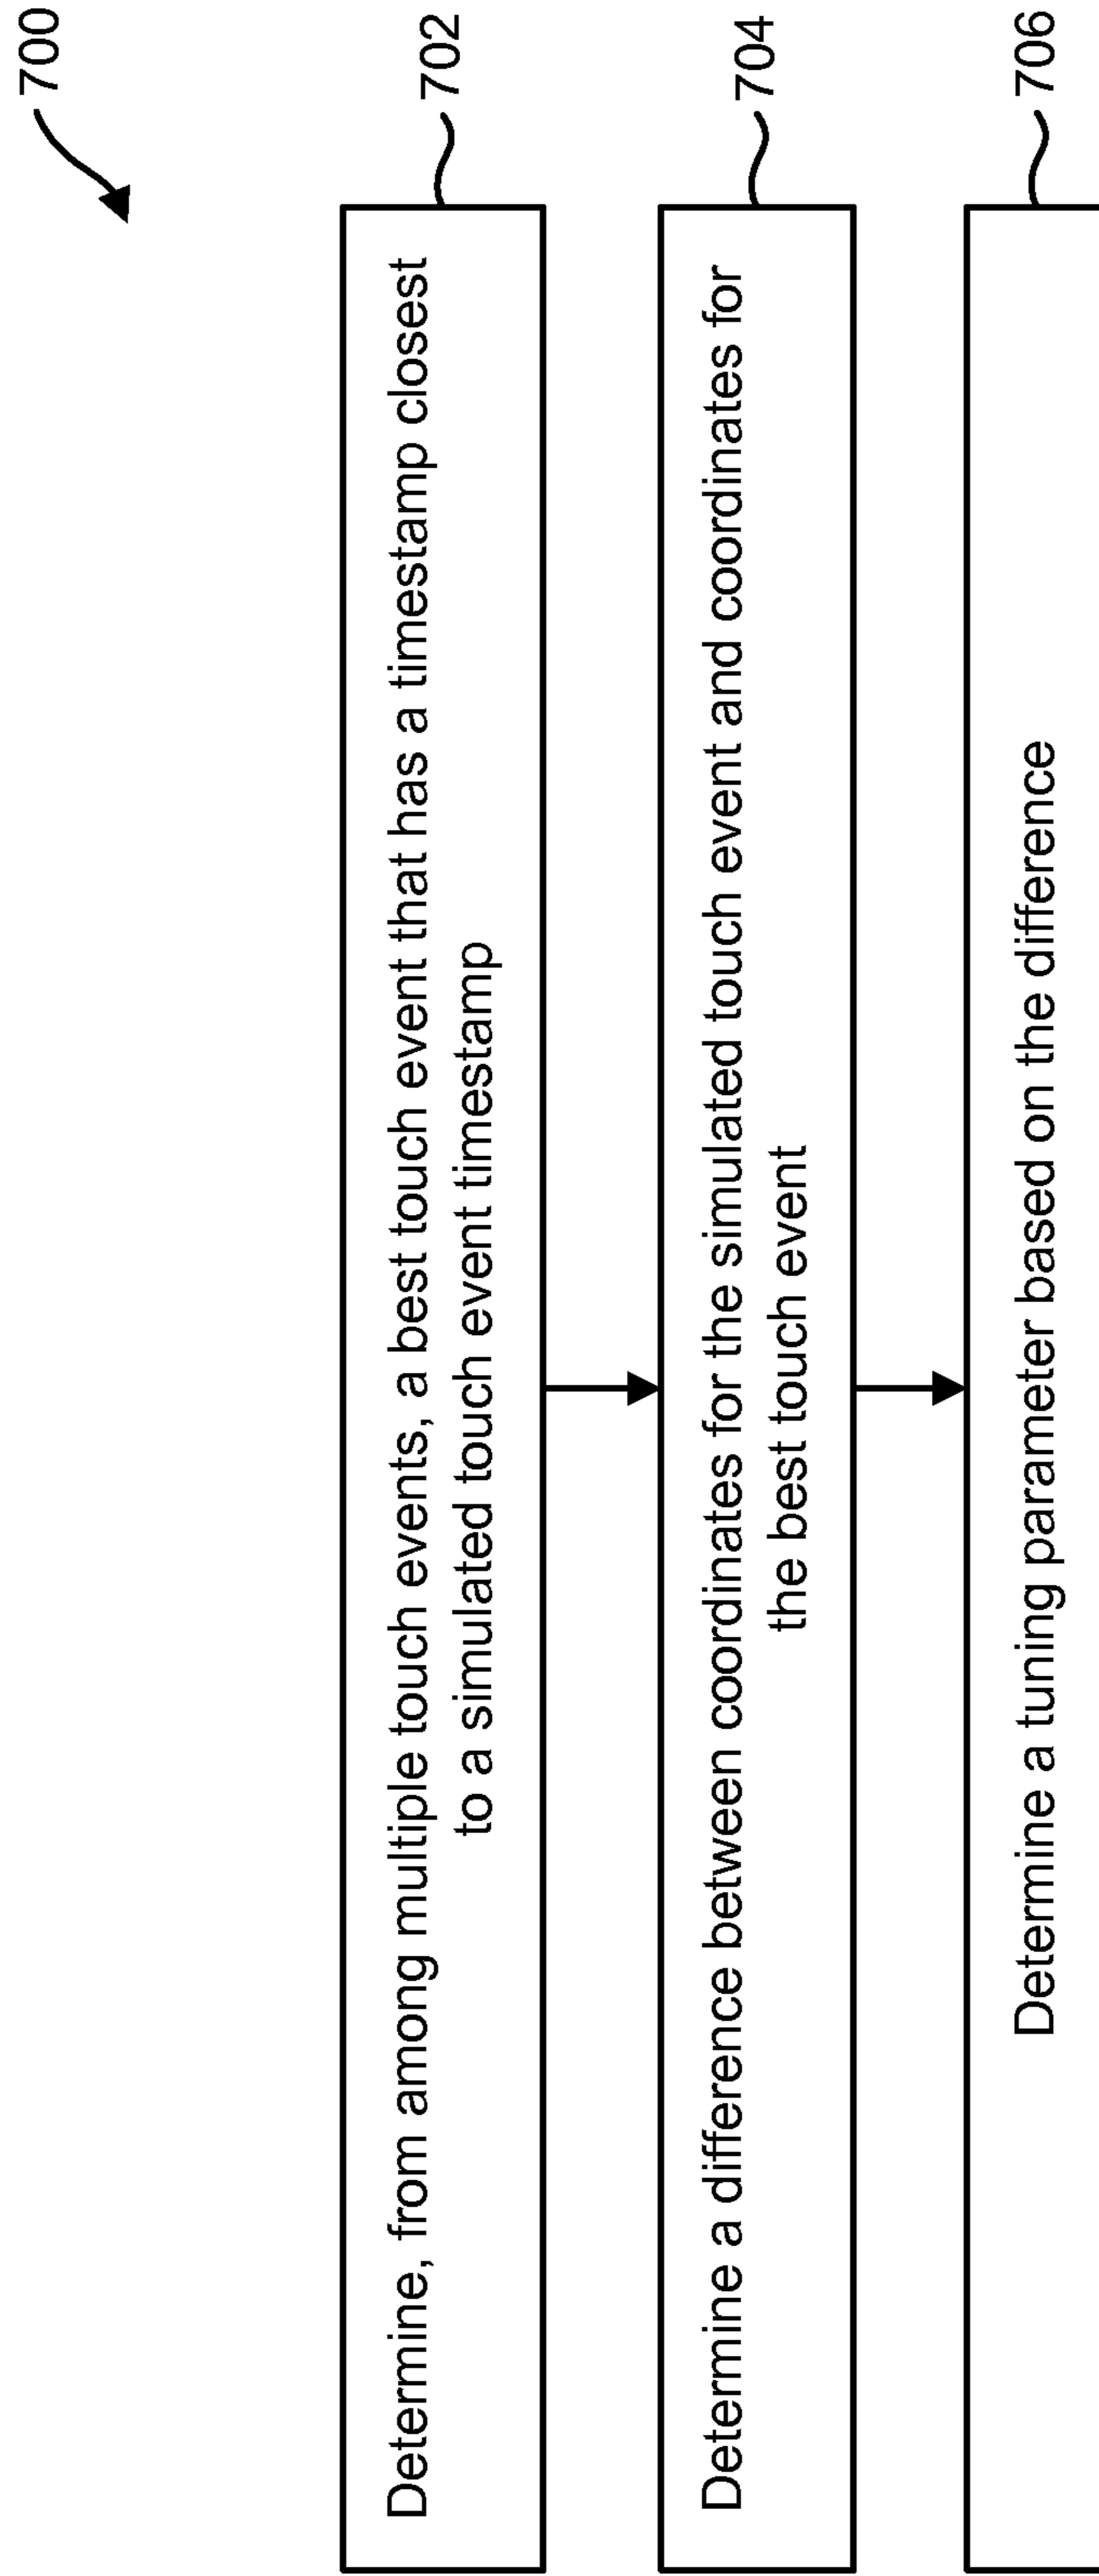 700
702
Determine, from among multiple touch events, a best touch event that has a timestamp closest
to a simulated touch event timestamp
704
Determine a difference between coordinates for the simulated touch event and coordinates for
the best touch event
706
Determine a tuning parameter based on the difference